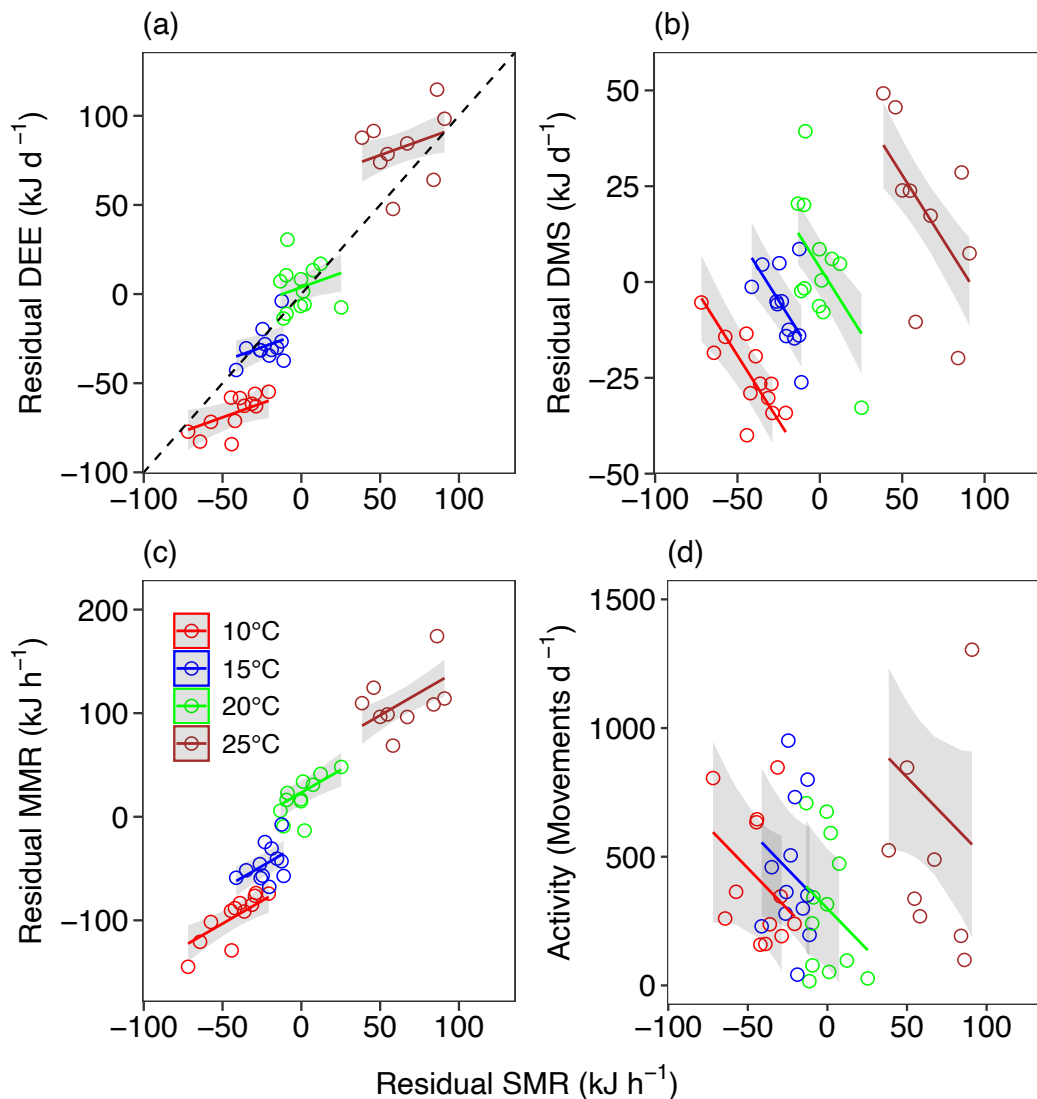 (a)
(b)
Residual DEE (kJ d⁻¹)
100
50
0
−50
−100
−100
−50
0
50
100
Residual DMS (kJ d⁻¹)
50
25
0
−25
−50
−100
−50
0
50
100
(c)
(d)
Residual MMR (kJ h⁻¹)
200
100
0
−100
10°C
15°C
20°C
25°C
−100
−50
0
50
100
Activity (Movements d⁻¹)
1500
1000
500
0
−100
−50
0
50
100
Residual SMR (kJ h⁻¹)